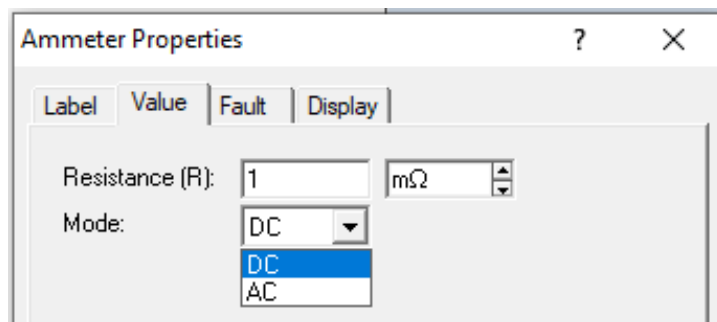 Ammeter Properties ? ✕
Label Value Fault Display
Resistance (R): 1 mΩ
Mode: DC
DC
AC